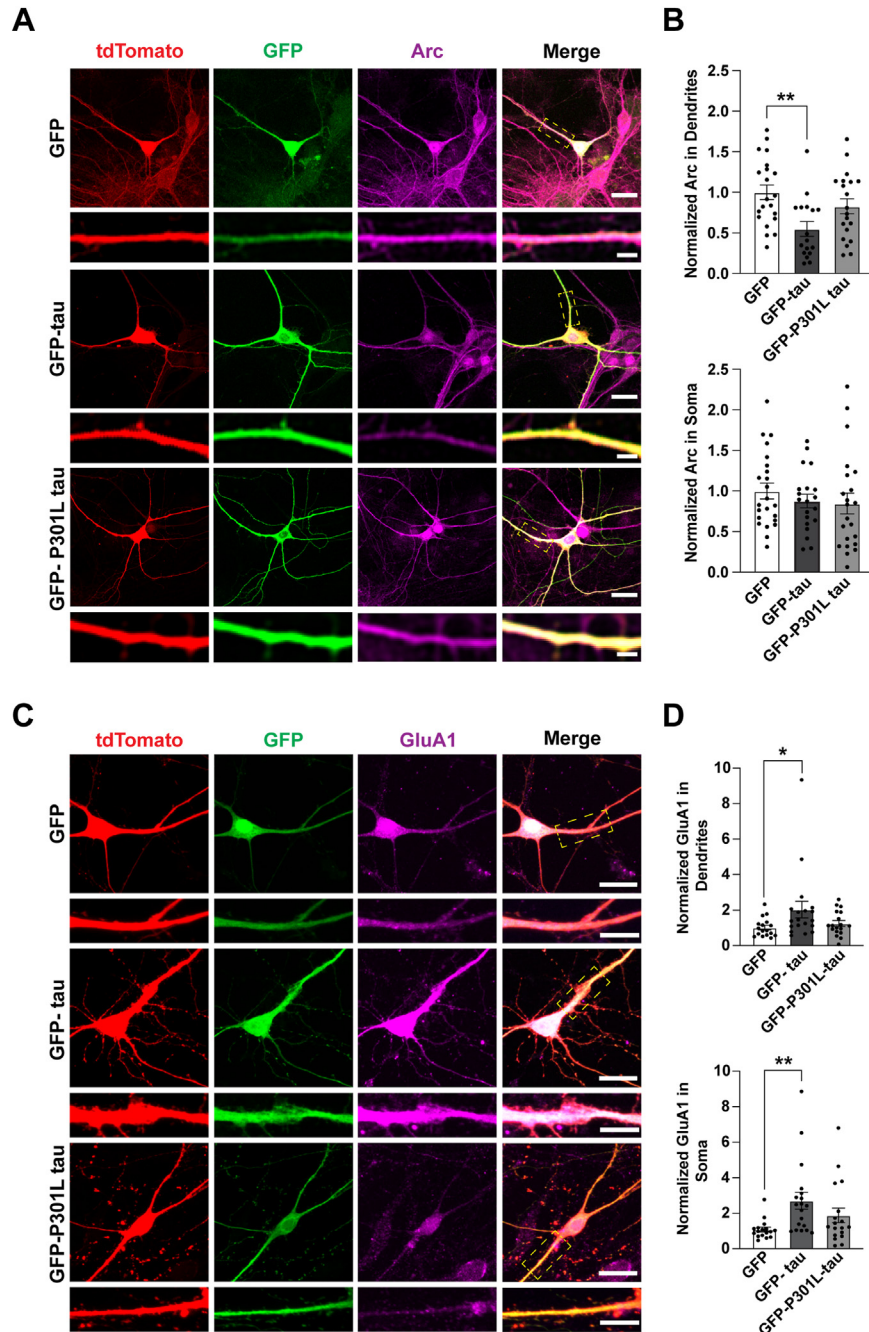 A
tdTomato GFP Arc Merge
GFP
GFP-tau
GFP- P301L tau
B
Normalized Arc in Dendrites
2.5
2.0
1.5
1.0
0.5
0.0
**
GFP
GFP-tau
GFP-P301L tau
Normalized Arc in Soma
2.5
2.0
1.5
1.0
0.5
0.0
GFP
GFP-tau
GFP-P301L tau
C
tdTomato GFP GluA1 Merge
GFP
GFP- tau
GFP-P301L tau
D
Normalized GluA1 in
Dendrites
10
8
6
4
2
0
*
GFP
GFP- tau
GFP-P301L-tau
Normalized GluA1 in
Soma
10
8
6
4
2
0
**
GFP
GFP- tau
GFP-P301L-tau